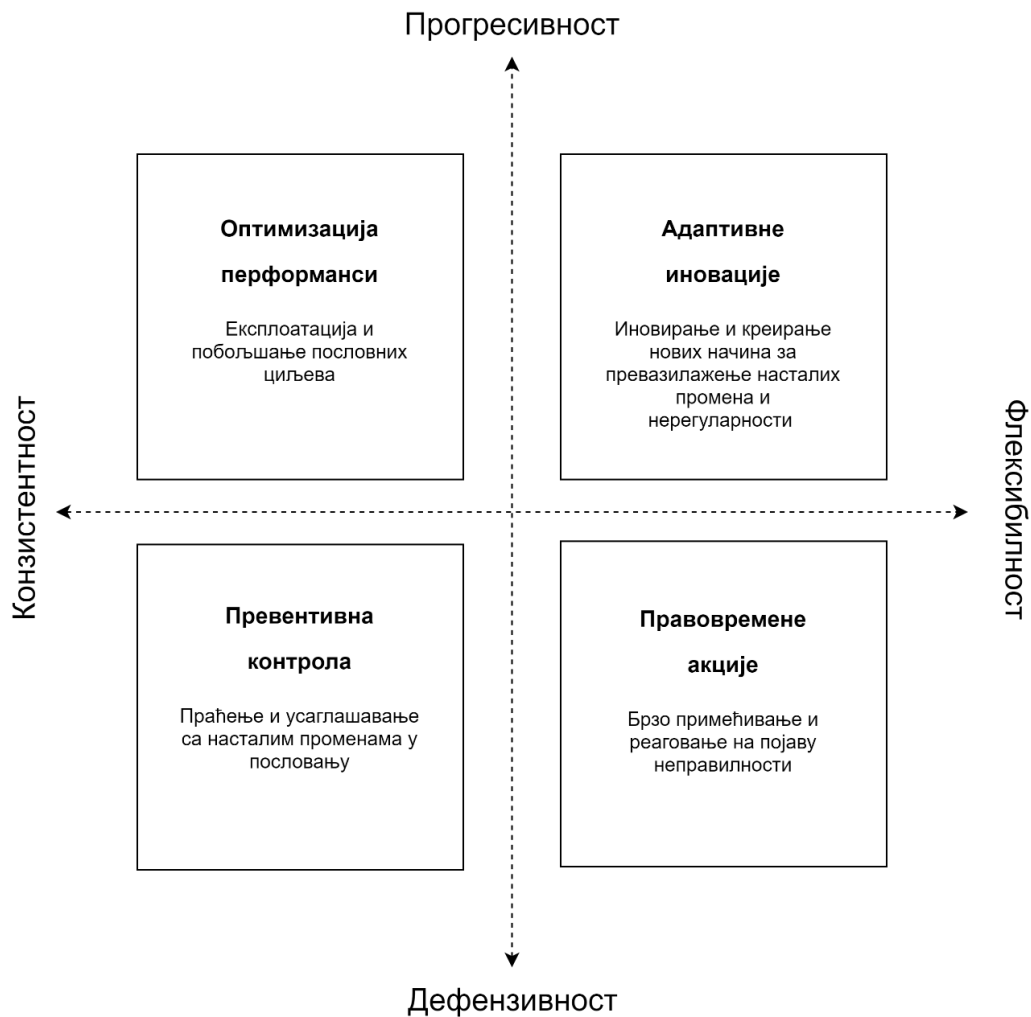 Прогресивност
Оптимизација
перформанси
Експлоатација и
побољшање пословних
циљева
Адаптивне
иновације
Иновирање и креирање
нових начина за
превазилажење насталих
промена и
нерегуларности
Конзистентност
Флексибилност
Превентивна
контрола
Праћење и усаглашавање
са насталим променама у
пословању
Правовремене
акције
Брзо примећивање и
реаговање на појаву
неправилности
Дефензивност